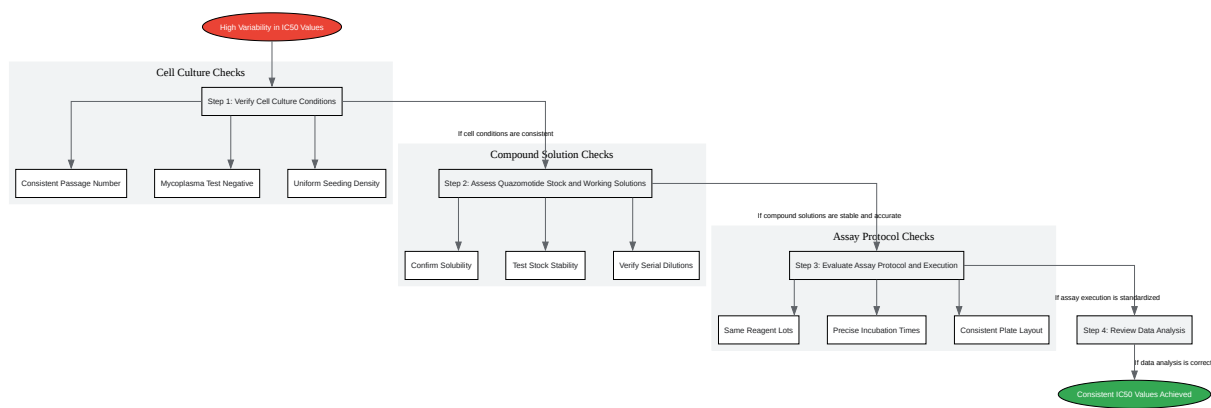 High Variability in IC50 Values
Cell Culture Checks
Step 1: Verify Cell Culture Conditions
If cell conditions are consistent
Consistent Passage Number
Mycoplasma Test Negative
Uniform Seeding Density
Compound Solution Checks
Step 2: Assess Quazomotide Stock and Working Solutions
If compound solutions are stable and accurate
Confirm Solubility
Test Stock Stability
Verify Serial Dilutions
Assay Protocol Checks
Step 3: Evaluate Assay Protocol and Execution
If assay execution is standardized
Same Reagent Lots
Precise Incubation Times
Consistent Plate Layout
Step 4: Review Data Analysis
If data analysis is correct
Consistent IC50 Values Achieved